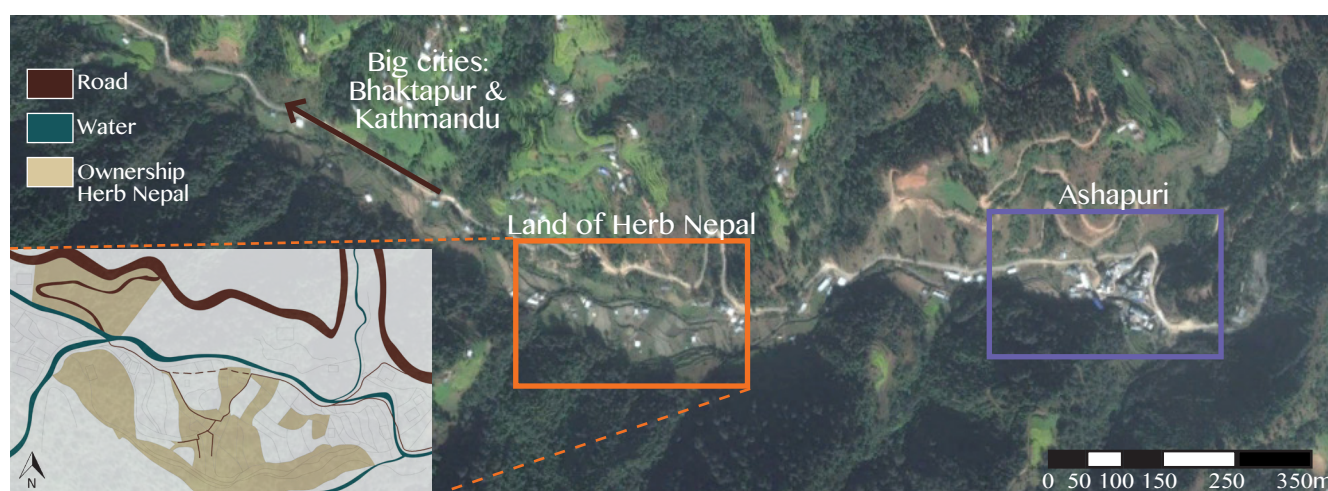 Road
Water
Ownership
Herb Nepal
Big cities:
Bhaktapur &
Kathmandu
Land of Herb Nepal
Ashapuri
N
0 50 100 150 250 350m